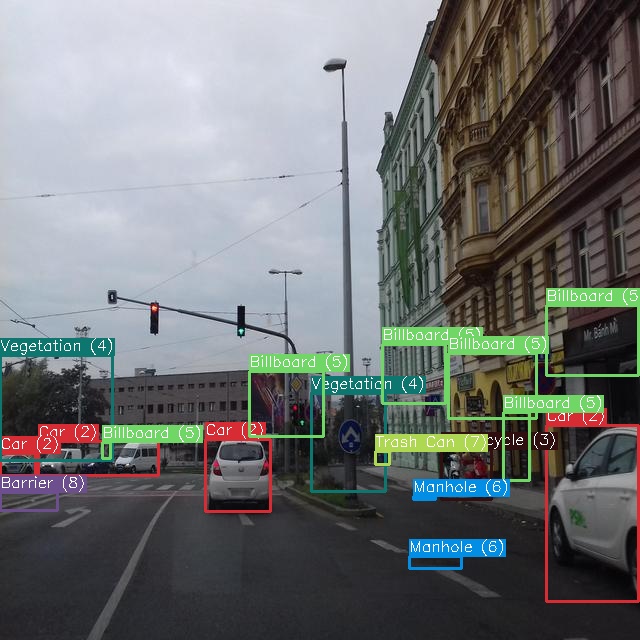 Billboard (5
Mr. Bánh Mì
Billboard (5)
Billboard (5)
Vegetation (4)
Billboard (5)
Vegetation (4)
Billboard (5)
Car (2)
Car (2)
Car (2)
Billboard (5)
Car (2)
Trash Can (7)
cycle (3)
Barrier (8)
Manhole (6)
Manhole (6)